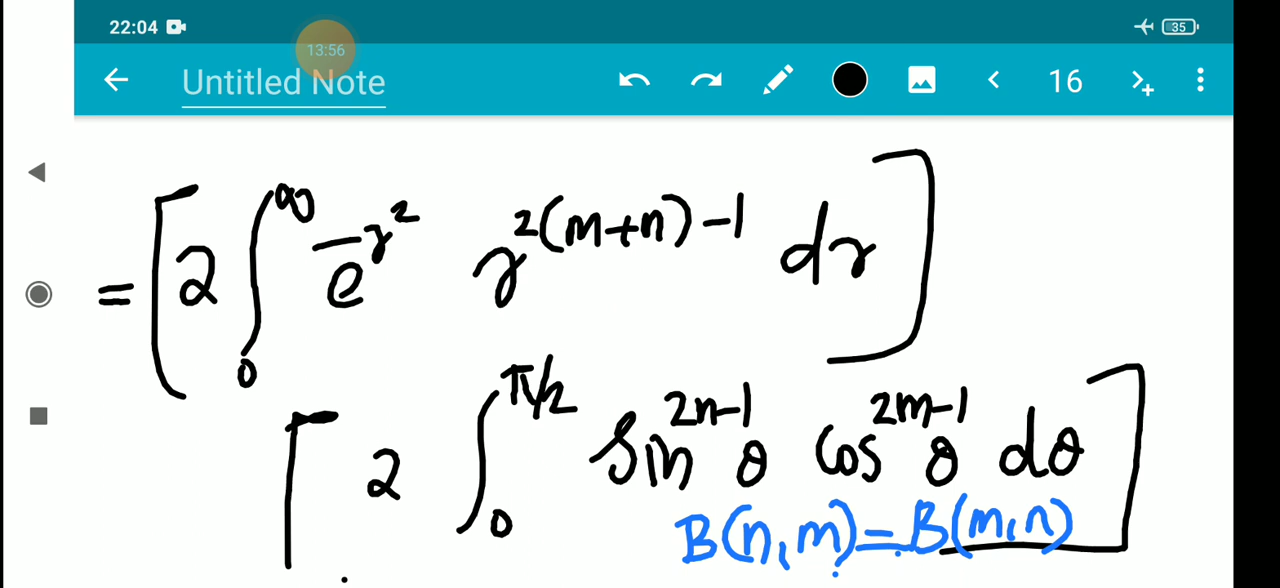 22:04
35
13:56
Untitled Note
16
= [2 ∫₀^∞ e^{-r²} r^{2(m+n)-1} dr]
[2 ∫₀^{π/2} sin^{2n-1} θ cos^{2m-1} θ dθ]
B(n,m) = B(m,n)